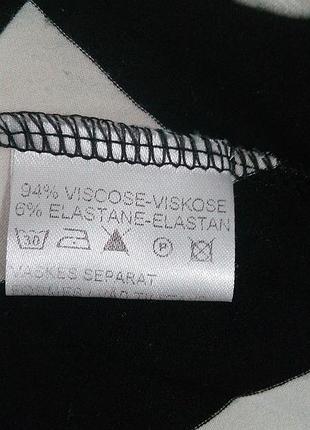 94% VISCOSE-VISKOSE
6% ELASTANE-ELASTAN
30 P
VASKES SEPARAT